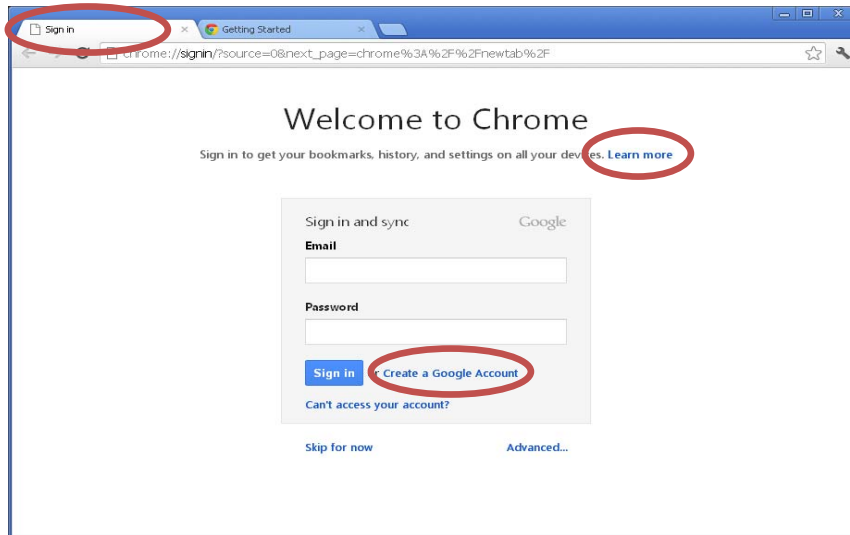 Sign in Getting Started
chrome://signin/?source=0&next_page=chrome%3A%2F%2Fnewtab%2F
Welcome to Chrome
Sign in to get your bookmarks, history, and settings on all your devices. Learn more
Sign in and sync Google
Email
Password
Sign in or Create a Google Account
Can't access your account?
Skip for now Advanced...